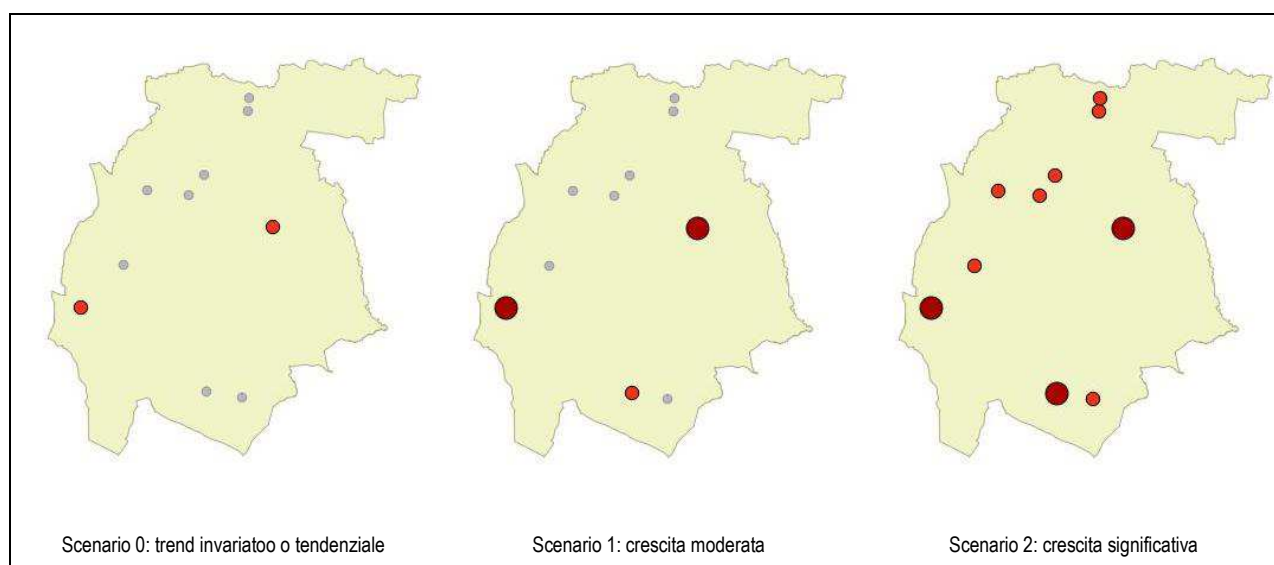 Scenario 0: trend invariatoo o tendenziale
Scenario 1: crescita moderata
Scenario 2: crescita significativa